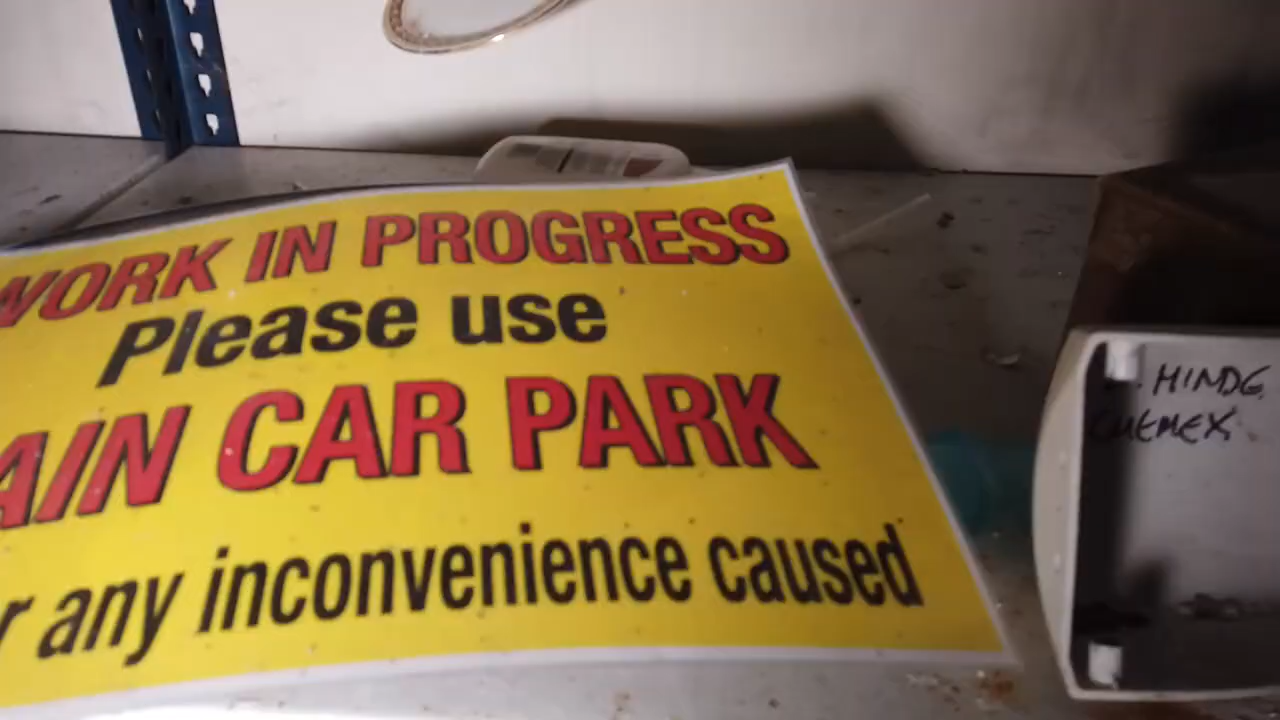 WORK IN PROGRESS
Please use
AIN CAR PARK
r any inconvenience caused
HINDG
CHEMEX